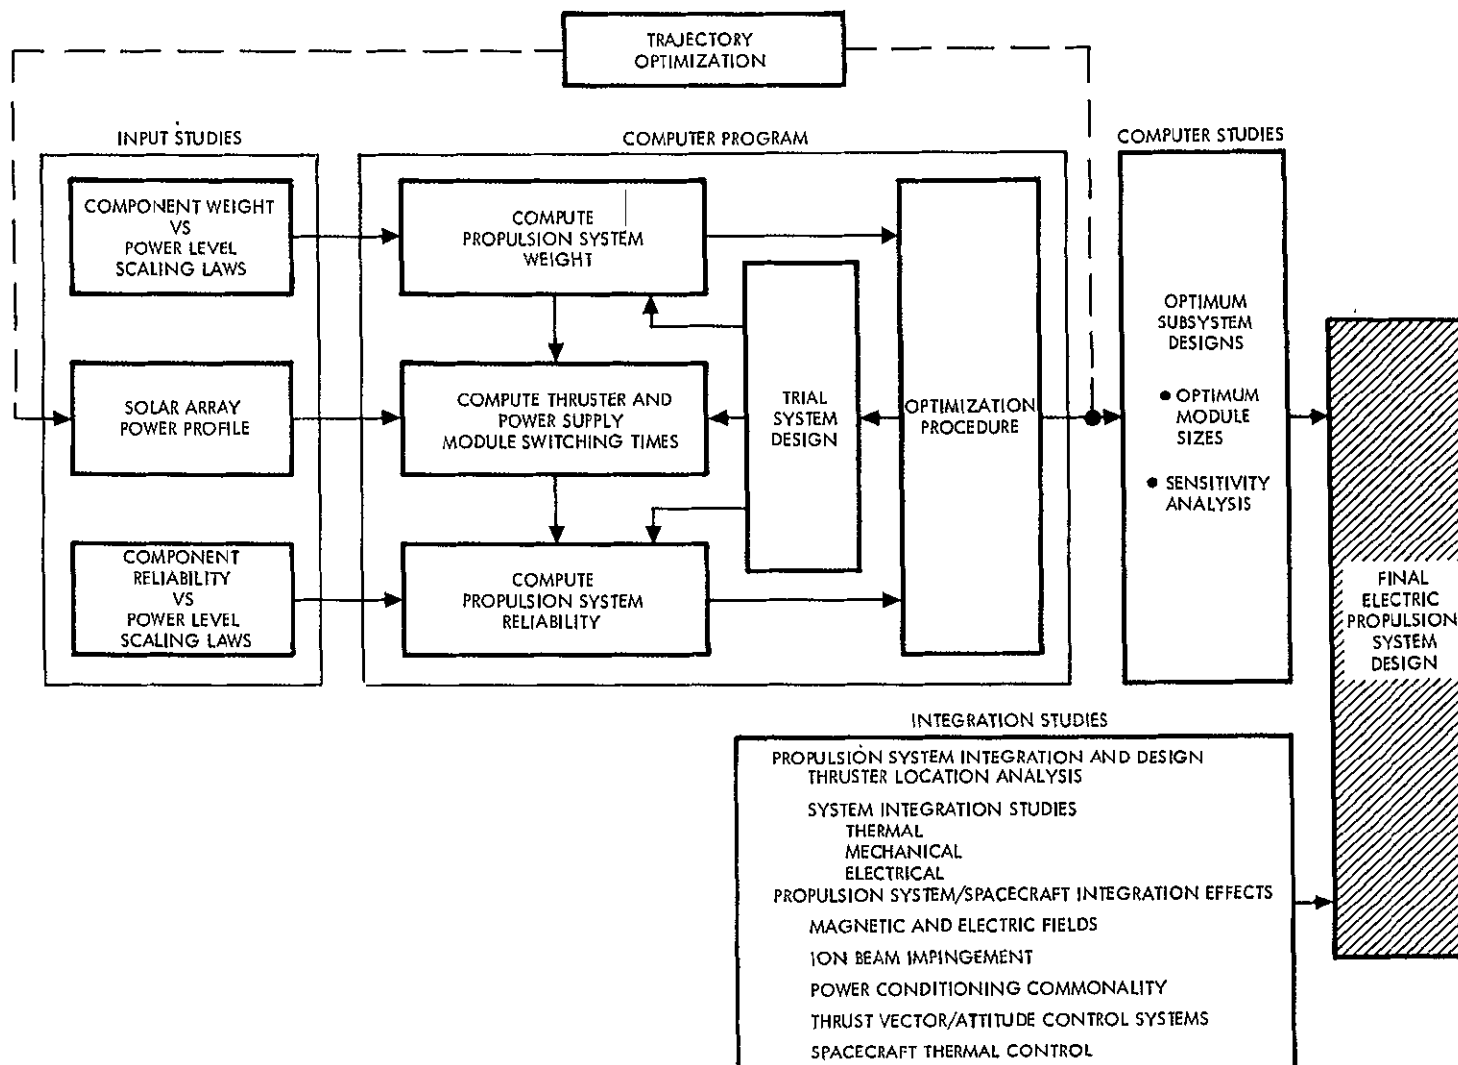 TRAJECTORY
OPTIMIZATION
INPUT STUDIES
COMPONENT WEIGHT
VS
POWER LEVEL
SCALING LAWS
SOLAR ARRAY
POWER PROFILE
COMPONENT
RELIABILITY
VS
POWER LEVEL
SCALING LAWS
COMPUTER PROGRAM
COMPUTE
PROPULSION SYSTEM
WEIGHT
COMPUTE THRUSTER AND
POWER SUPPLY
MODULE SWITCHING TIMES
COMPUTE
PROPULSION SYSTEM
RELIABILITY
TRIAL
SYSTEM
DESIGN
OPTIMIZATION
PROCEDURE
COMPUTER STUDIES
OPTIMUM
SUBSYSTEM
DESIGNS
● OPTIMUM
MODULE
SIZES
● SENSITIVITY
ANALYSIS
FINAL
ELECTRIC
PROPULSION
SYSTEM
DESIGN
INTEGRATION STUDIES
PROPULSION SYSTEM INTEGRATION AND DESIGN
THRUSTER LOCATION ANALYSIS
SYSTEM INTEGRATION STUDIES
THERMAL
MECHANICAL
ELECTRICAL
PROPULSION SYSTEM/SPACECRAFT INTEGRATION EFFECTS
MAGNETIC AND ELECTRIC FIELDS
ION BEAM IMPINGEMENT
POWER CONDITIONING COMMONALITY
THRUST VECTOR/ATTITUDE CONTROL SYSTEMS
SPACECRAFT THERMAL CONTROL